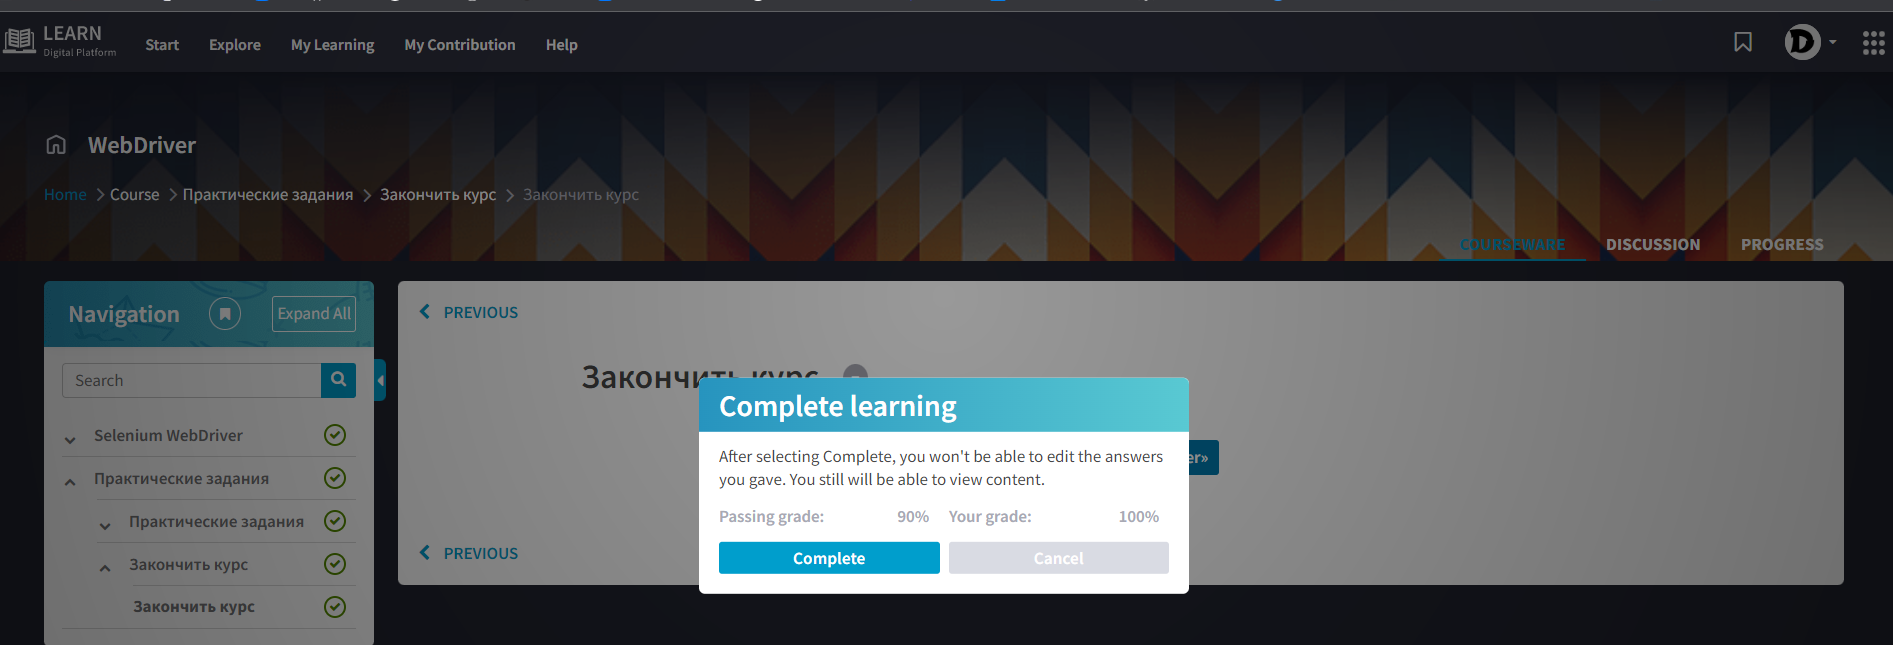 LEARN
Digital Platform
Start
Explore
My Learning
My Contribution
Help
WebDriver
Home
Course
Практические задания
Закончить курс
Закончить курс
COURSEWARE
DISCUSSION
PROGRESS
Navigation
Expand All
Search
Selenium WebDriver
Практические задания
Практические задания
Закончить курс
Закончить курс
PREVIOUS
Закончить курс
Complete learning
After selecting Complete, you won't be able to edit the answers
you gave. You still will be able to view content.
Passing grade: 90% Your grade: 100%
Complete
Cancel
PREVIOUS